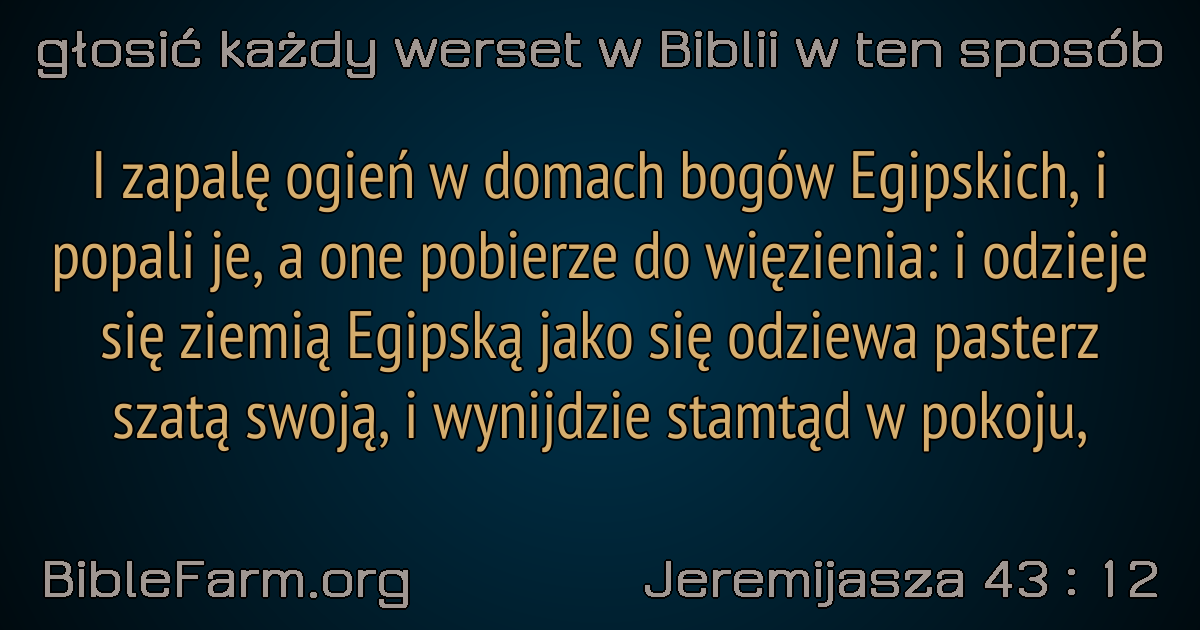 głosić każdy werset w Biblii w ten sposób
I zapalę ogień w domach bogów Egipskich, i
popali je, a one pobierze do więzienia: i odzieje
się ziemią Egipską jako się odziewa pasterz
szatą swoją, i wynijdzie stamtąd w pokoju,
BibleFarm.org
Jeremijasza 43 : 12